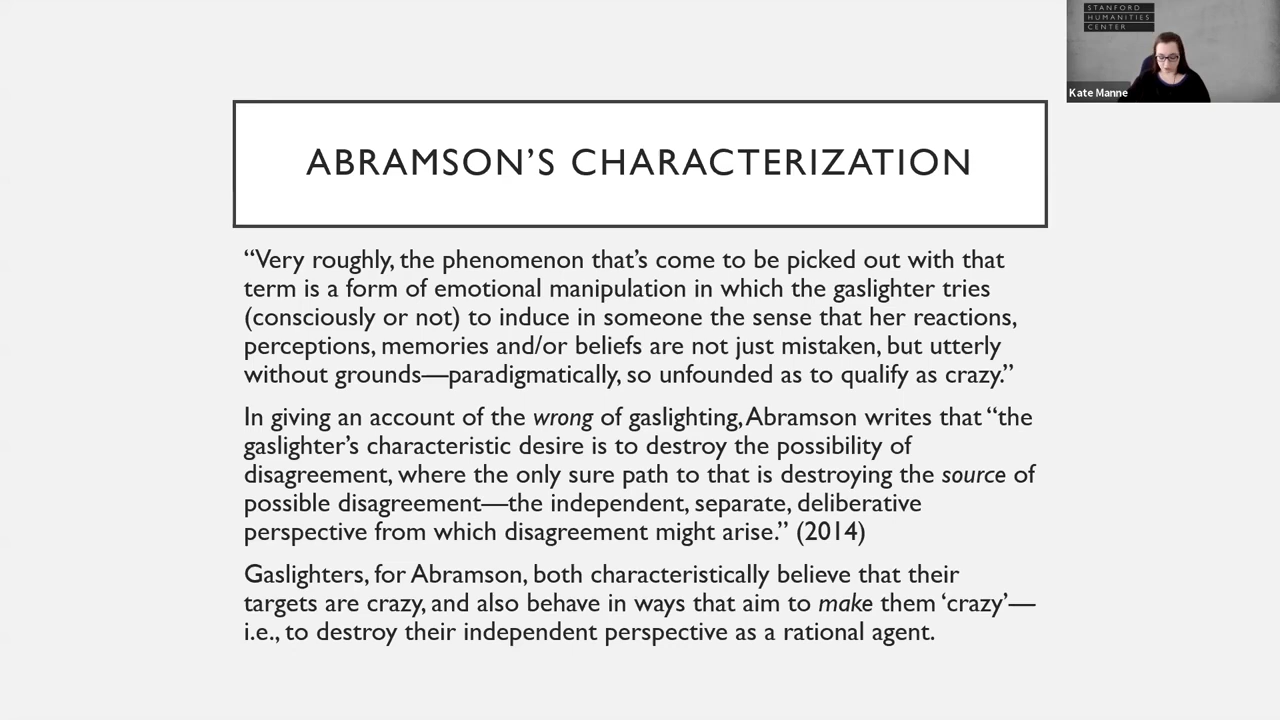 STANFORD
HUMANITIES
CENTER
Kate Manne
ABRAMSON’S CHARACTERIZATION
“Very roughly, the phenomenon that’s come to be picked out with that
term is a form of emotional manipulation in which the gaslighter tries
(consciously or not) to induce in someone the sense that her reactions,
perceptions, memories and/or beliefs are not just mistaken, but utterly
without grounds—paradigmatically, so unfounded as to qualify as crazy.”
In giving an account of the wrong of gaslighting, Abramson writes that “the
gaslighter’s characteristic desire is to destroy the possibility of
disagreement, where the only sure path to that is destroying the source of
possible disagreement—the independent, separate, deliberative
perspective from which disagreement might arise.” (2014)
Gaslighters, for Abramson, both characteristically believe that their
targets are crazy, and also behave in ways that aim to make them ‘crazy’—
i.e., to destroy their independent perspective as a rational agent.